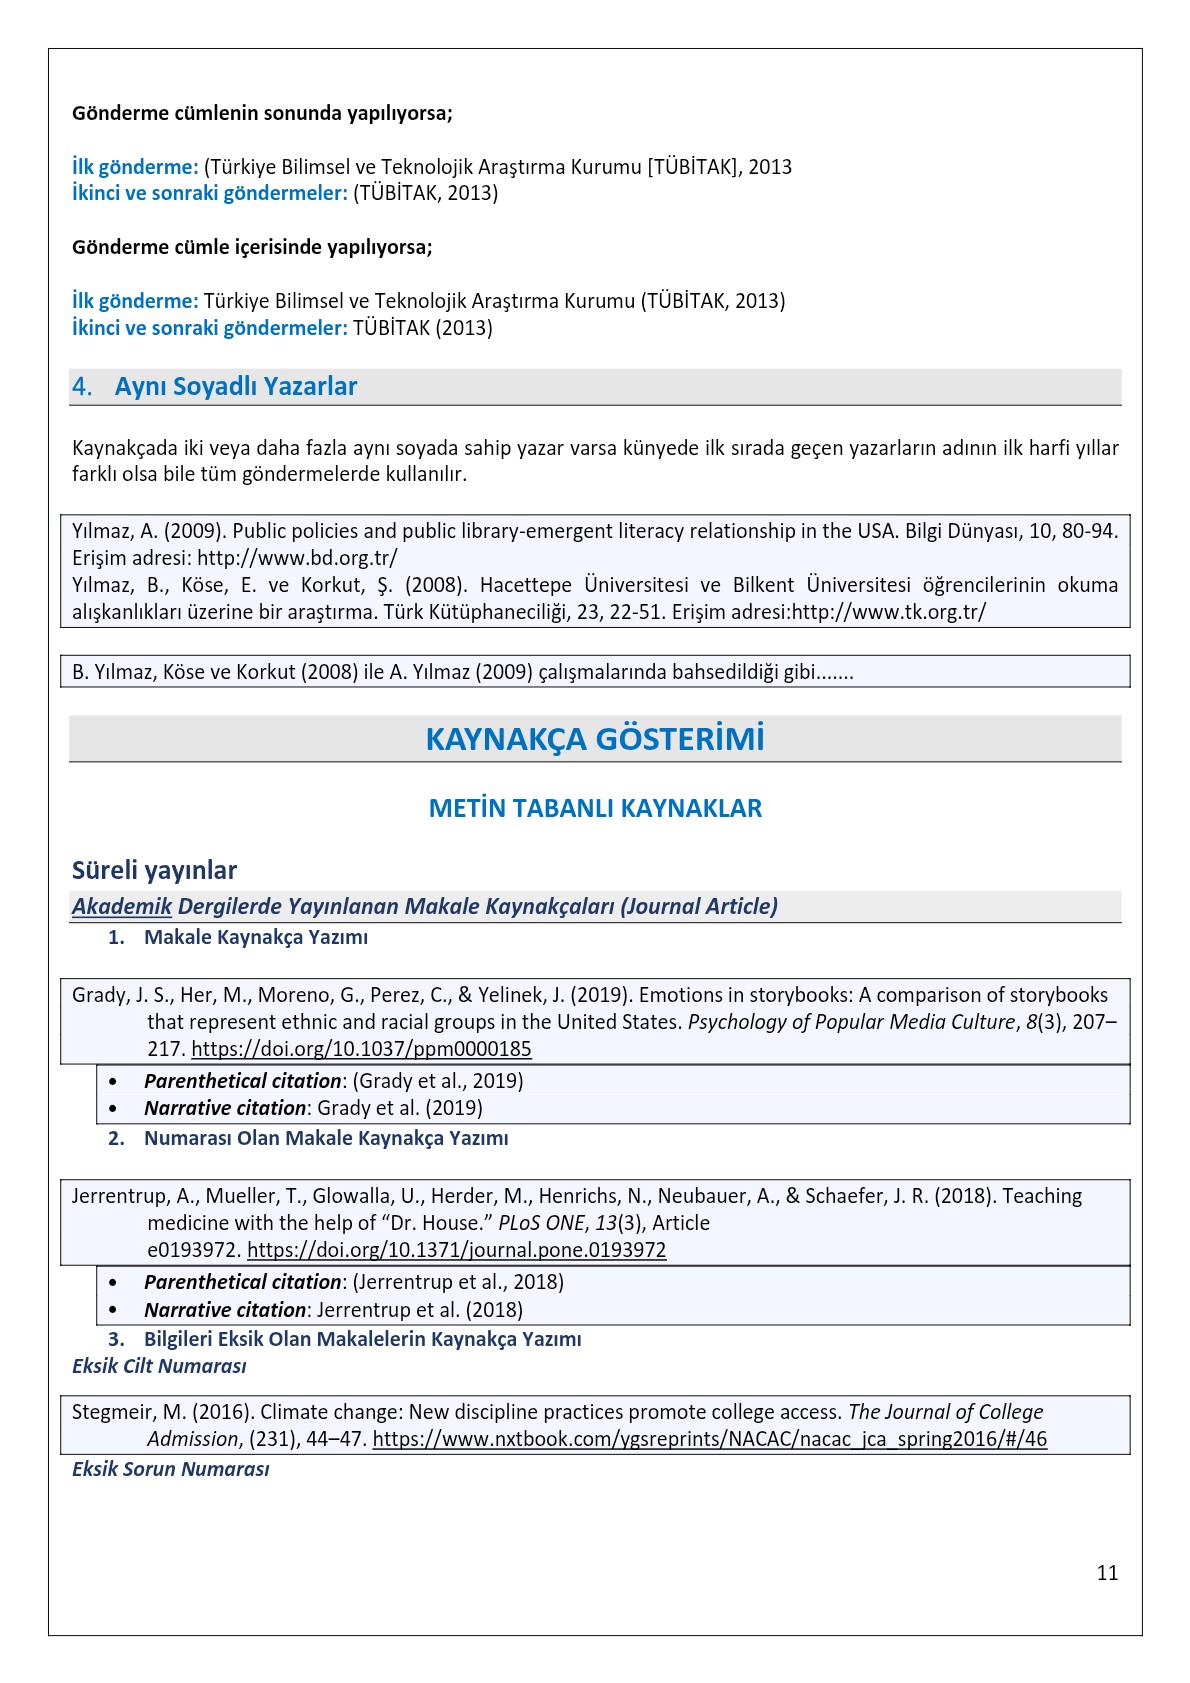 Gönderme cümlenin sonunda yapılıyorsa;
İlk gönderme: (Türkiye Bilimsel ve Teknolojik Araştırma Kurumu [TÜBİTAK], 2013
İkinci ve sonraki göndermeler: (TÜBİTAK, 2013)
Gönderme cümle içerisinde yapılıyorsa;
İlk gönderme: Türkiye Bilimsel ve Teknolojik Araştırma Kurumu (TÜBİTAK, 2013)
İkinci ve sonraki göndermeler: TÜBİTAK (2013)
4. Aynı Soyadlı Yazarlar
Kaynakçada iki veya daha fazla aynı soyada sahip yazar varsa künyede ilk sırada geçen yazarların adının ilk harfi yıllar
farklı olsa bile tüm göndermelerde kullanılır.
Yılmaz, A. (2009). Public policies and public library-emergent literacy relationship in the USA. Bilgi Dünyası, 10, 80-94.
Erişim adresi: http://www.bd.org.tr/
Yılmaz, B., Köse, E. ve Korkut, Ş. (2008). Hacettepe Üniversitesi ve Bilkent Üniversitesi öğrencilerinin okuma
alışkanlıkları üzerine bir araştırma. Türk Kütüphaneciliği, 23, 22-51. Erişim adresi:http://www.tk.org.tr/
B. Yılmaz, Köse ve Korkut (2008) ile A. Yılmaz (2009) çalışmalarında bahsedildiği gibi.......
KAYNAKÇA GÖSTERİMİ
METİN TABANLI KAYNAKLAR
Süreli yayınlar
Akademik Dergilerde Yayınlanan Makale Kaynakçaları (Journal Article)
1. Makale Kaynakça Yazımı
Grady, J. S., Her, M., Moreno, G., Perez, C., & Yelinek, J. (2019). Emotions in storybooks: A comparison of storybooks
that represent ethnic and racial groups in the United States. Psychology of Popular Media Culture, 8(3), 207–
217. https://doi.org/10.1037/ppm0000185
• Parenthetical citation: (Grady et al., 2019)
• Narrative citation: Grady et al. (2019)
2. Numarası Olan Makale Kaynakça Yazımı
Jerrentrup, A., Mueller, T., Glowalla, U., Herder, M., Henrichs, N., Neubauer, A., & Schaefer, J. R. (2018). Teaching
medicine with the help of “Dr. House.” PLoS ONE, 13(3), Article
e0193972. https://doi.org/10.1371/journal.pone.0193972
• Parenthetical citation: (Jerrentrup et al., 2018)
• Narrative citation: Jerrentrup et al. (2018)
3. Bilgileri Eksik Olan Makalelerin Kaynakça Yazımı
Eksik Cilt Numarası
Stegmeir, M. (2016). Climate change: New discipline practices promote college access. The Journal of College
Admission, (231), 44–47. https://www.nxtbook.com/ygsreprints/NACAC/nacac_jca_spring2016/#/46
Eksik Sorun Numarası
11